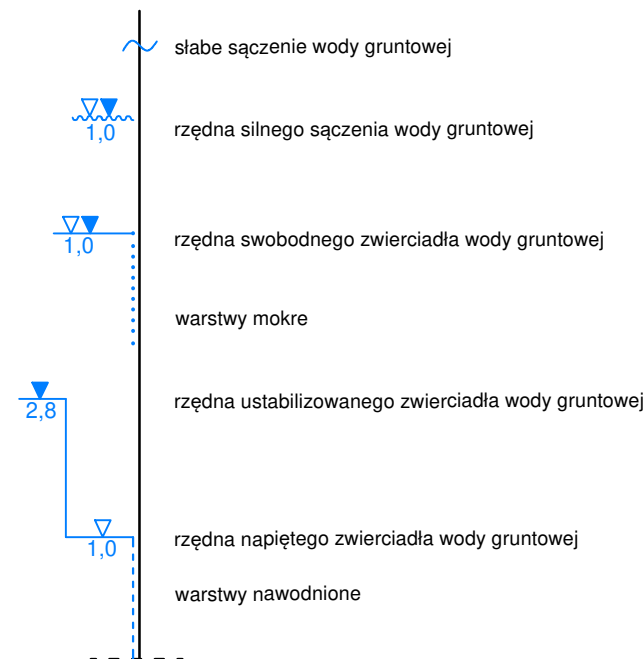 słabe sączenie wody gruntowej
1,0
rzędna silnego sączenia wody gruntowej
1,0
rzędna swobodnego zwierciadła wody gruntowej
warstwy mokre
2,8
rzędna ustabilizowanego zwierciadła wody gruntowej
1,0
rzędna napiętego zwierciadła wody gruntowej
warstwy nawodnione